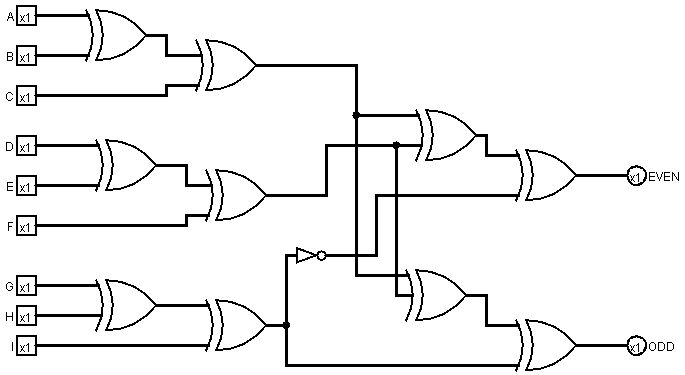 A x1
B x1
C x1
D x1
E x1
F x1
x1 EVEN
G x1
H x1
I x1
x1 ODD